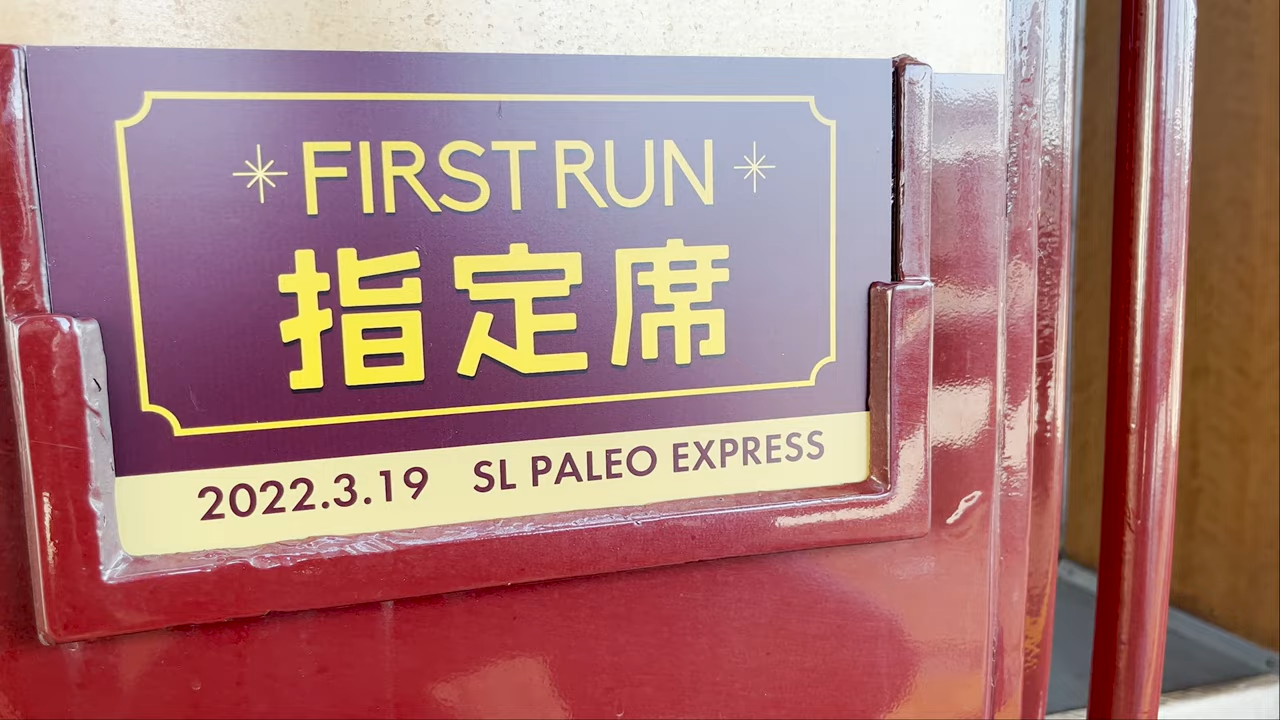 FIRST RUN
指定席
2022.3.19 SL PALEO EXPRESS